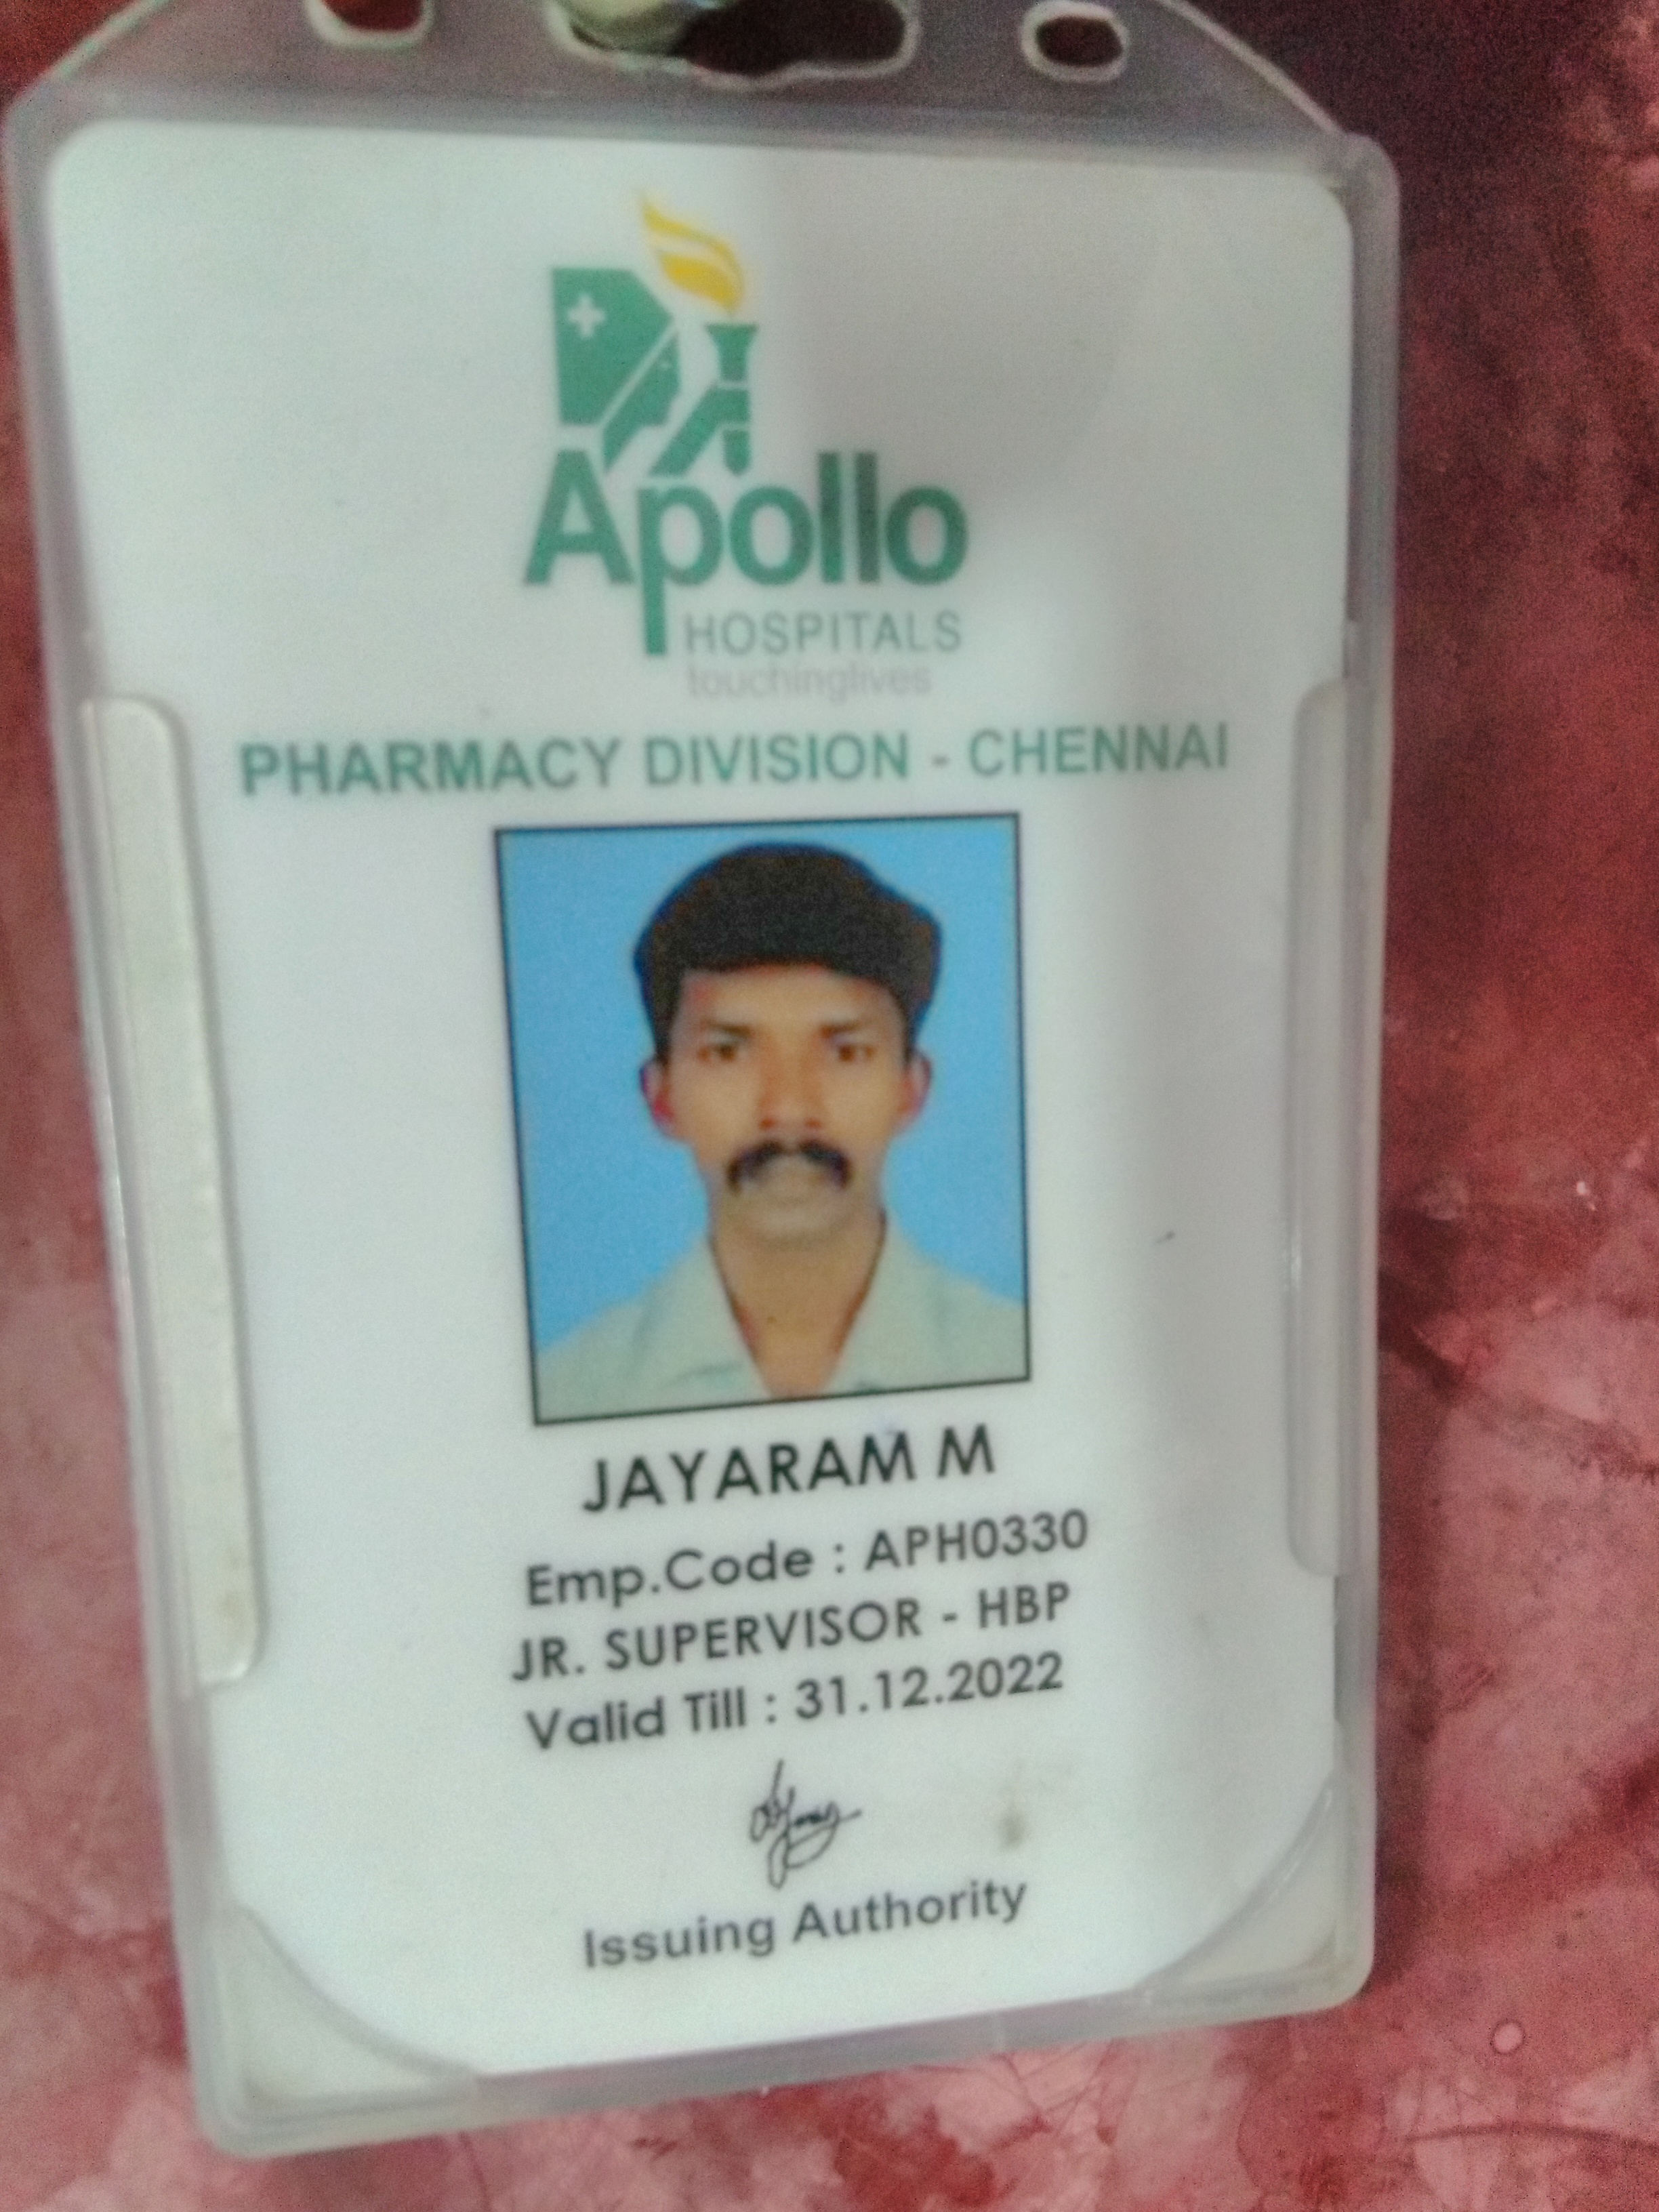 Apollo
HOSPITALS
touchinglives
PHARMACY DIVISION - CHENNAI
JAYARAM M
Emp.Code : APH0330
JR. SUPERVISOR - HBP
Valid Till : 31.12.2022
Issuing Authority